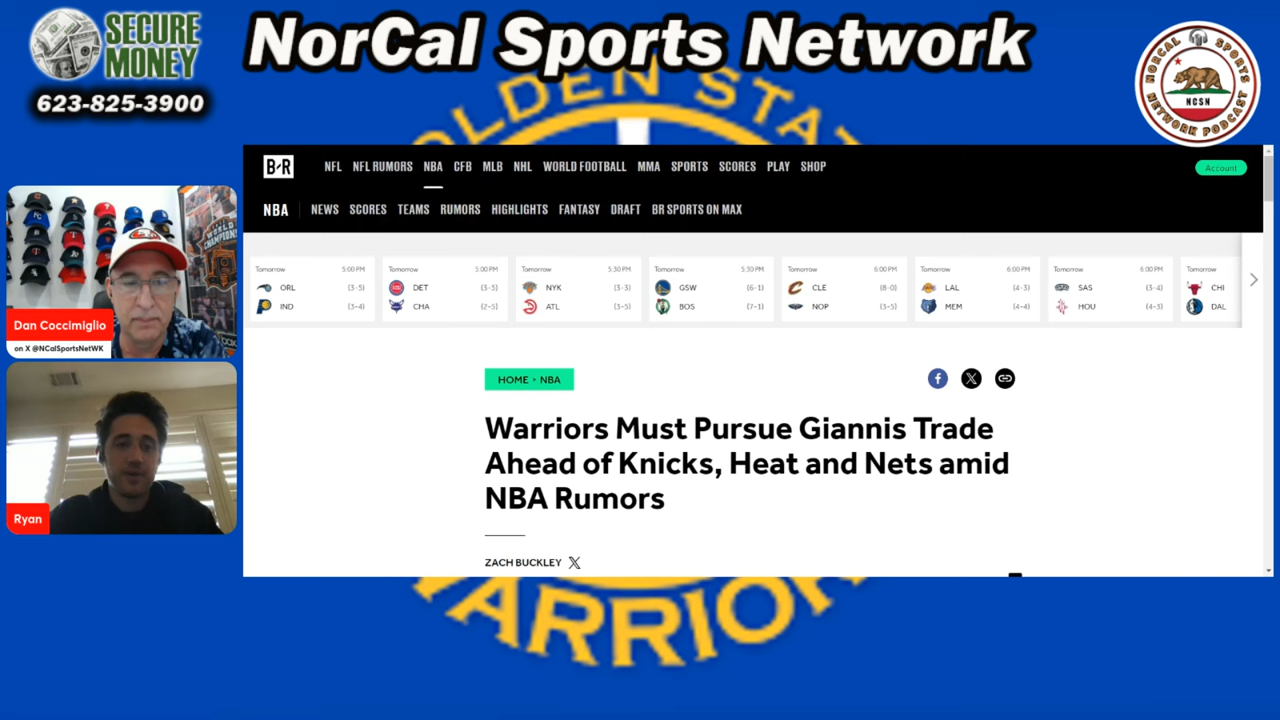 SECURE
MONEY
623-825-3900
NorCal Sports Network
NORCAL SPORTS
NCSN
NETWORK PODCAST
GOLDEN STA
B/R
NFL NFL RUMORS NBA CFB MLB NHL WORLD FOOTBALL MMA SPORTS SCORES PLAY SHOP
Account
NBA NEWS SCORES TEAMS RUMORS HIGHLIGHTS FANTASY DRAFT BR SPORTS ON MAX
Tomorrow 5:00 PM
ORL (3-5)
IND (3-4)
Tomorrow 5:00 PM
DET (3-5)
CHA (2-5)
Tomorrow 5:30 PM
NYK (3-3)
ATL (3-5)
Tomorrow 5:30 PM
GSW (6-1)
BOS (7-1)
Tomorrow 6:00 PM
CLE (8-0)
NOP (3-5)
Tomorrow 6:00 PM
LAL (4-3)
MEM (4-4)
Tomorrow 6:00 PM
SAS (3-4)
HOU (4-3)
Tomorrow
CHI
DAL
HOME NBA
Warriors Must Pursue Giannis Trade
Ahead of Knicks, Heat and Nets amid
NBA Rumors
ZACH BUCKLEY
Dan Coccimiglio
on X @NCalSportsNetWK
Ryan
WARRIORS